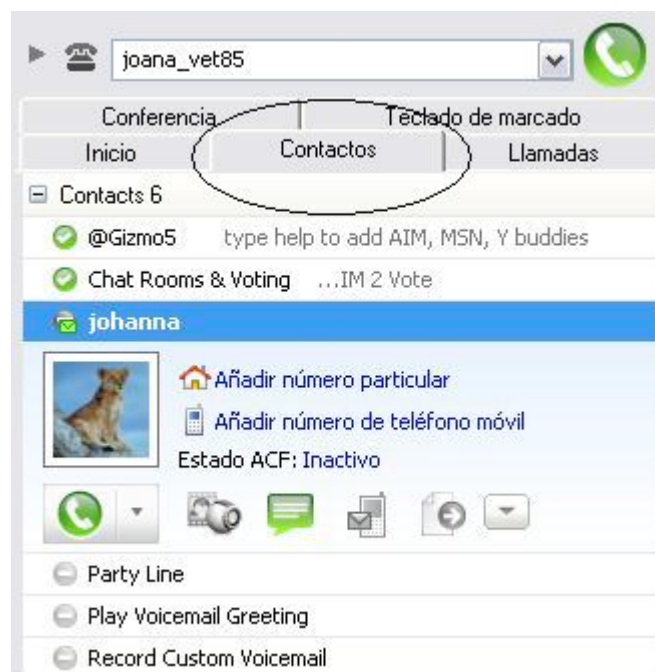 joana_vet85
Conferencia Teclado de marcado
Inicio Contactos Llamadas
Contacts 6
@Gizmo5 type help to add AIM, MSN, Y buddies
Chat Rooms & Voting ...IM 2 Vote
johanna
Añadir número particular
Añadir número de teléfono móvil
Estado ACF: Inactivo
Party Line
Play Voicemail Greeting
Record Custom Voicemail